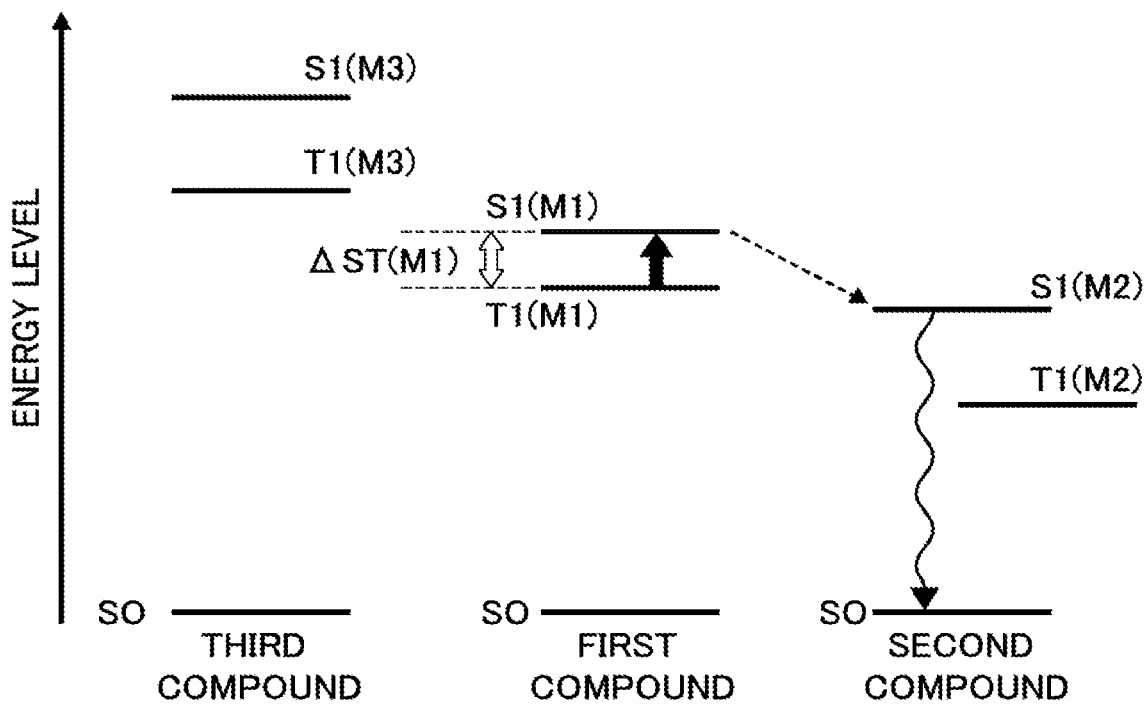 ENERGY LEVEL
S1(M3)
T1(M3)
S1(M1)
Δ ST(M1)
T1(M1)
S1(M2)
T1(M2)
SO
SO
SO
THIRD
COMPOUND
FIRST
COMPOUND
SECOND
COMPOUND